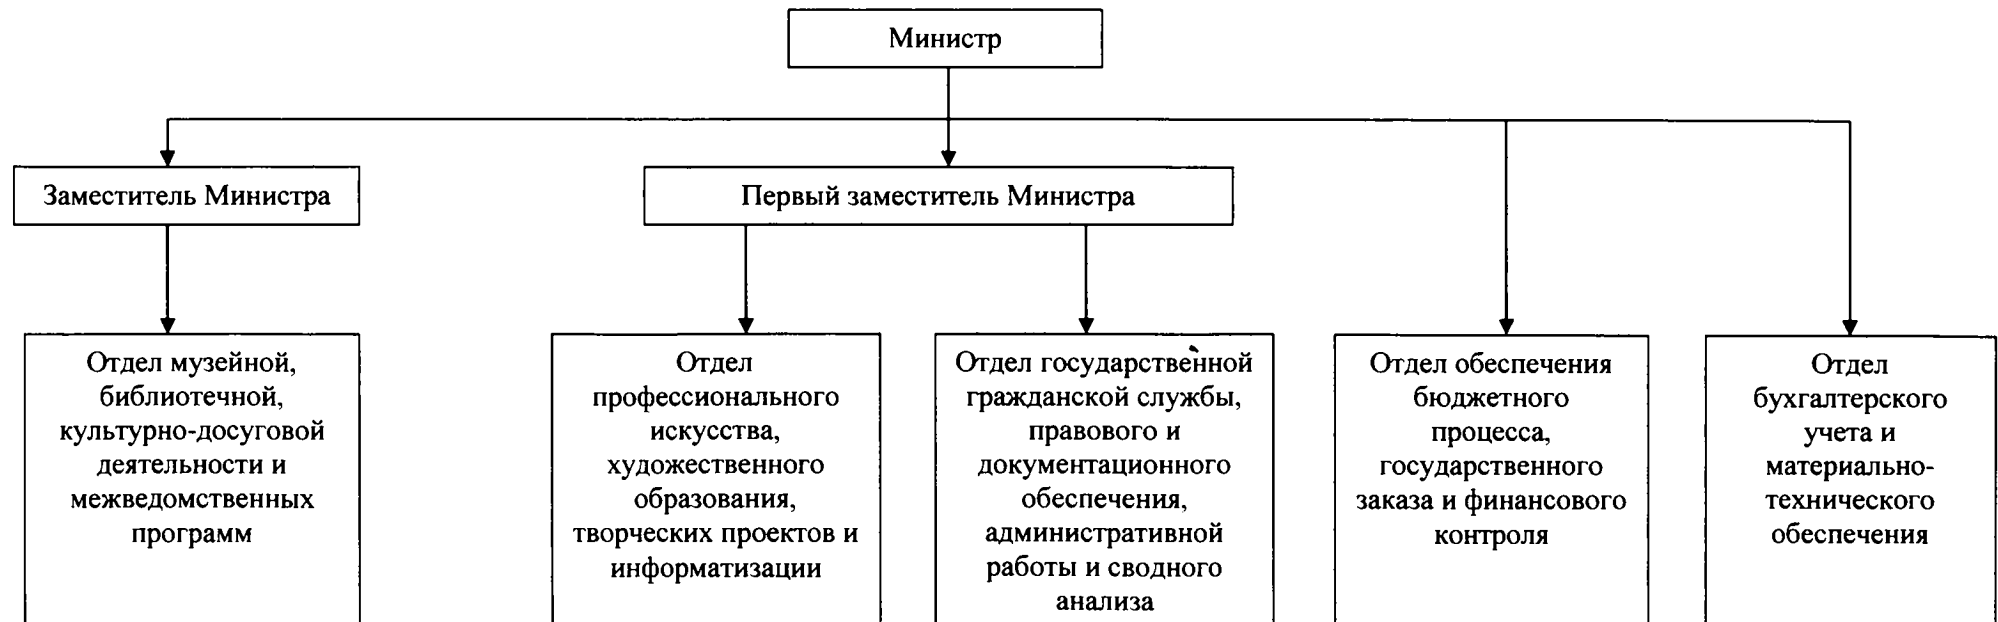 Министр
Заместитель Министра
Первый заместитель Министра
Отдел музейной,
библиотечной,
культурно-досуговой
деятельности и
межведомственных
программ
Отдел
профессионального
искусства,
художественного
образования,
творческих проектов и
информатизации
Отдел государственной
гражданской службы,
правового и
документационного
обеспечения,
административной
работы и сводного
анализа
Отдел обеспечения
бюджетного
процесса,
государственного
заказа и финансового
контроля
Отдел
бухгалтерского
учета и
материально-
технического
обеспечения